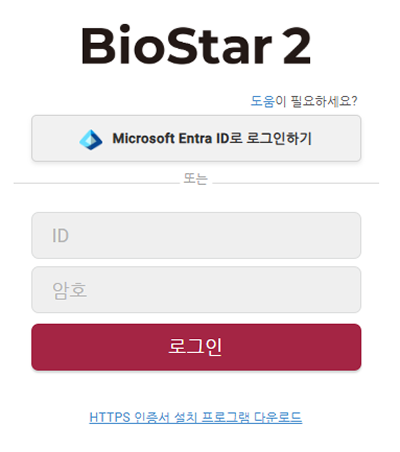 BioStar 2
도움이 필요하세요?
Microsoft Entra ID로 로그인하기
또는
ID
암호
로그인
HTTPS 인증서 설치 프로그램 다운로드